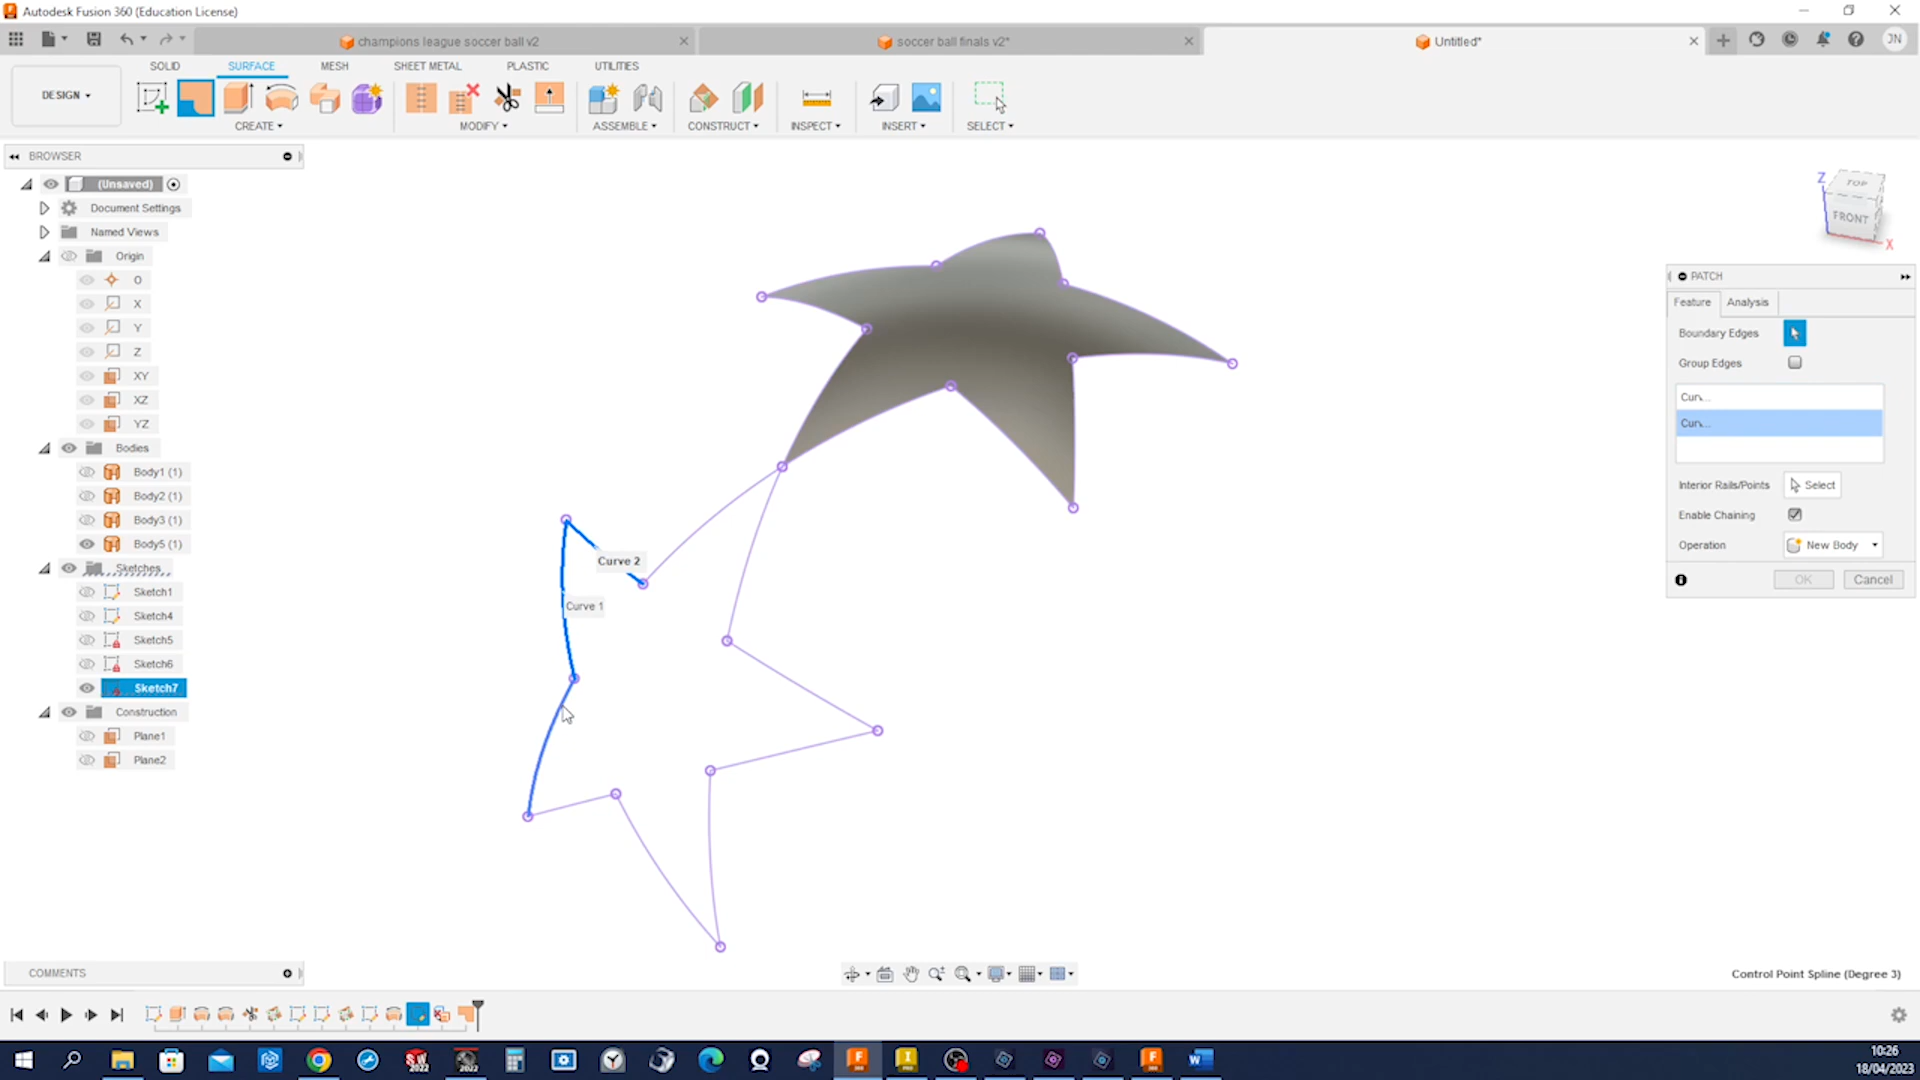 Autodesk Fusion 360 (Education License)
champions league soccer ball v2
soccer ball finals v2*
Untitled*
JN
DESIGN
SOLID
SURFACE
MESH
SHEET METAL
PLASTIC
UTILITIES
CREATE
MODIFY
ASSEMBLE
CONSTRUCT
INSPECT
INSERT
SELECT
BROWSER
(Unsaved)
Document Settings
Named Views
Origin
O
X
Y
Z
XY
XZ
YZ
Bodies
Body1 (1)
Body2 (1)
Body3 (1)
Body5 (1)
Sketches
Sketch1
Sketch4
Sketch5
Sketch6
Sketch7
Construction
Plane1
Plane2
Curve 2
Curve 1
Z
TOP
FRONT
X
PATCH
Feature
Analysis
Boundary Edges
Group Edges
Curv...
Curv...
Interior Rails/Points
Select
Enable Chaining
Operation
New Body
OK
Cancel
COMMENTS
Control Point Spline (Degree 3)
10:26
18/04/2023